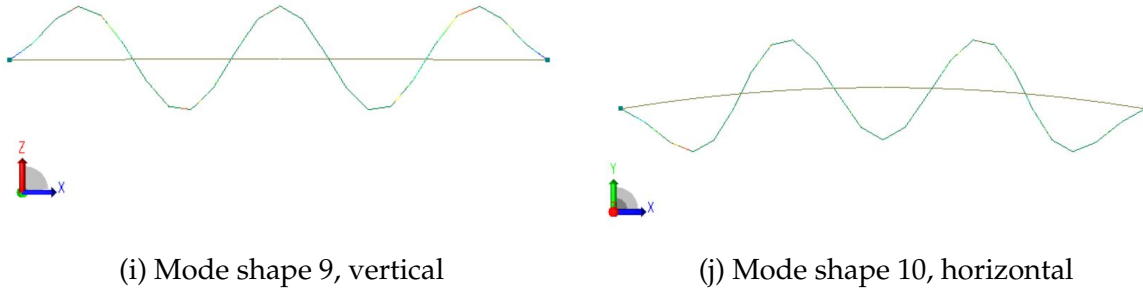 Z
X
Y
X
(i) Mode shape 9, vertical
(j) Mode shape 10, horizontal